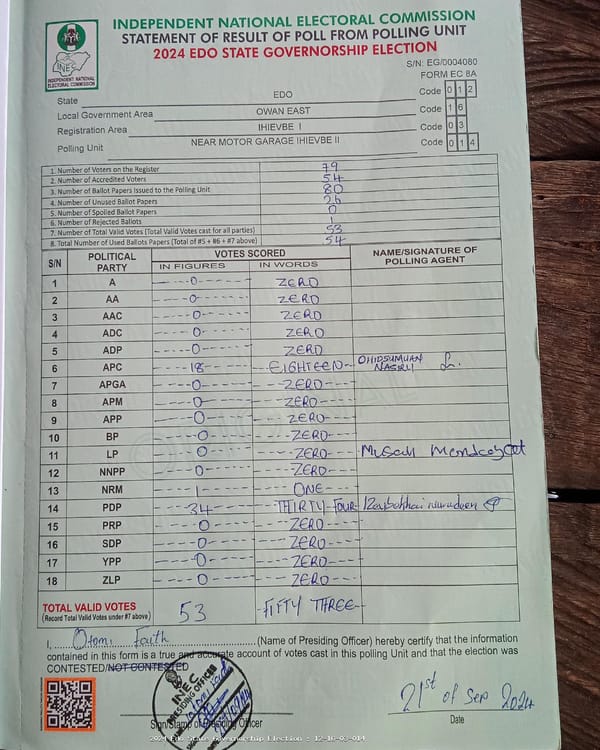 INDEPENDENT NATIONAL ELECTORAL COMMISSION
STATEMENT OF RESULT OF POLL FROM POLLING UNIT
2024 EDO STATE GOVERNORSHIP ELECTION
INEC
INDEPENDENT NATIONAL ELECTORAL COMMISSION
S/N: EG/0004080
FORM EC 8A
State EDO Code 0 1 2
Local Government Area OWAN EAST Code 1 6
Registration Area IHIEVBE I Code 0 3
Polling Unit NEAR MOTOR GARAGE IHIEVBE II Code 0 1 4
1. Number of Voters on the Register 79
2. Number of Accredited Voters 54
3. Number of Ballot Papers Issued to the Polling Unit 80
4. Number of Unused Ballot Papers 26
5. Number of Spoiled Ballot Papers 0
6. Number of Rejected Ballots 1
7. Number of Total Valid Votes (Total Valid Votes cast for all parties) 53
8. Total Number of Used Ballots Papers (Total of #5 + #6 + #7 above) 54
S/N POLITICAL PARTY VOTES SCORED NAME/SIGNATURE OF POLLING AGENT
IN FIGURES IN WORDS
1 A 0 ZERO
2 AA 0 ZERO
3 AAC 0 ZERO
4 ADC 0 ZERO
5 ADP 0 ZERO
6 APC 18 EIGHTEEN
7 APGA 0 ZERO
8 APM 0 ZERO
9 APP 0 ZERO
10 BP 0 ZERO
11 LP 0 ZERO
12 NNPP 0 ZERO
13 NRM 1 ONE
14 PDP 34 THIRTY FOUR
15 PRP 0 ZERO
16 SDP 0 ZERO
17 YPP 0 ZERO
18 ZLP 0 ZERO
TOTAL VALID VOTES 53 FIFTY THREE
(Record Total Valid Votes under #7 above)
I, Otomi Faith (Name of Presiding Officer) hereby certify that the information
contained in this form is a true and accurate account of votes cast in this polling Unit and that the election was
CONTESTED/NOT CONTESTED
INEC
PRESIDING OFFICER
21st of Sep 2024
Sign/Stamp of Presiding Officer
Date
2024 Edo State Governorship Election : 12-16-03-014